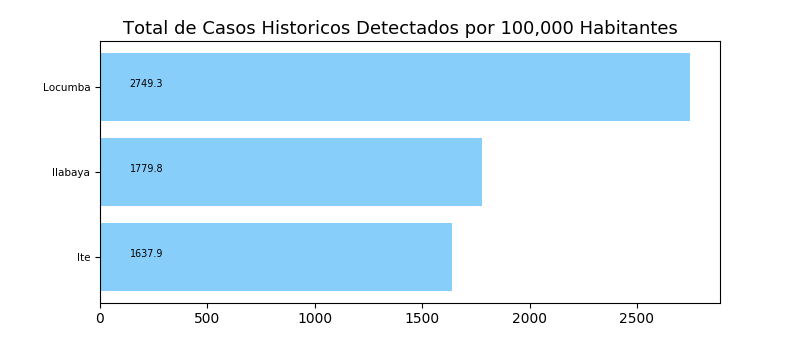 Total de Casos Historicos Detectados por 100,000 Habitantes
Locumba
2749.3
Ilabaya
1779.8
Ite
1637.9
0 500 1000 1500 2000 2500